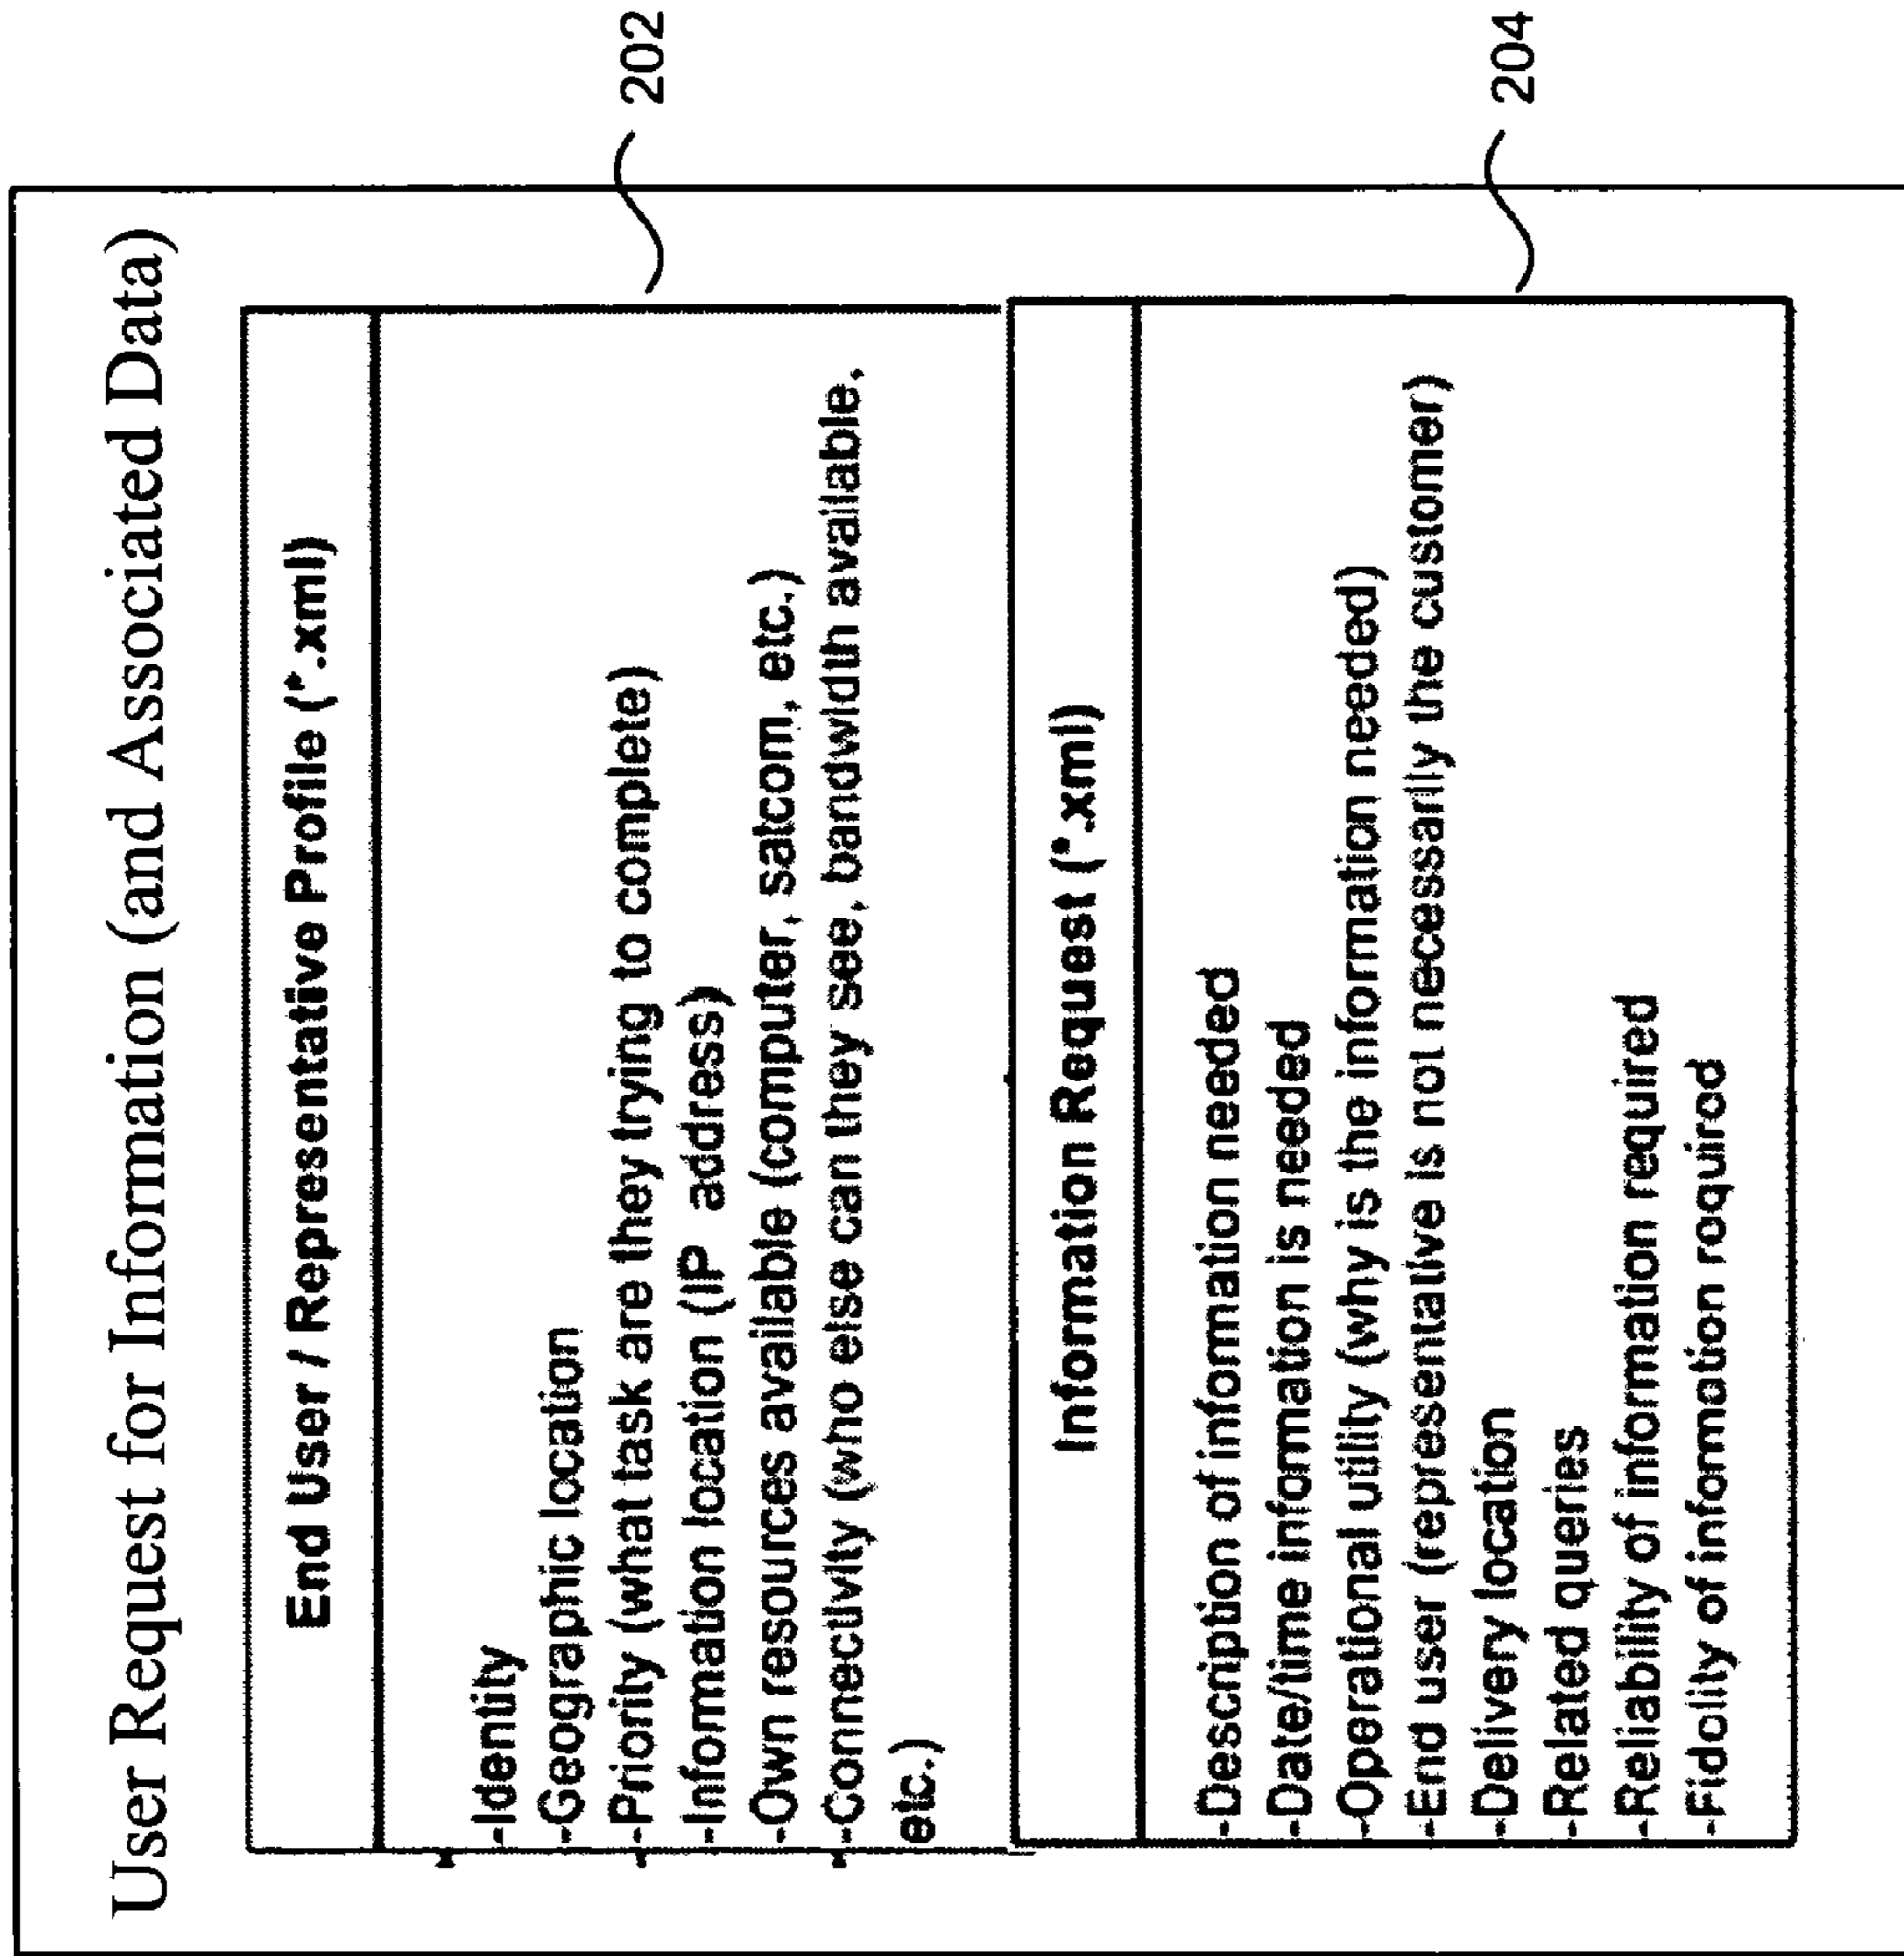 User Request for Information (and Associated Data)
End User / Representative Profile (*.xml)
-Identity
-Geographic location
-Priority (what task are they trying to complete)
-Information location (IP address)
-Own resources available (computer, satcom, etc.)
-Connectivity (who else can they see, bandwidth available,
etc.)
202
Information Request (*.xml)
-Description of information needed
-Date/time information is needed
-Operational utility (why is the information needed)
-End user (representative is not necessarily the customer)
-Delivery location
-Related queries
-Reliability of information required
-Fidelity of information required
204